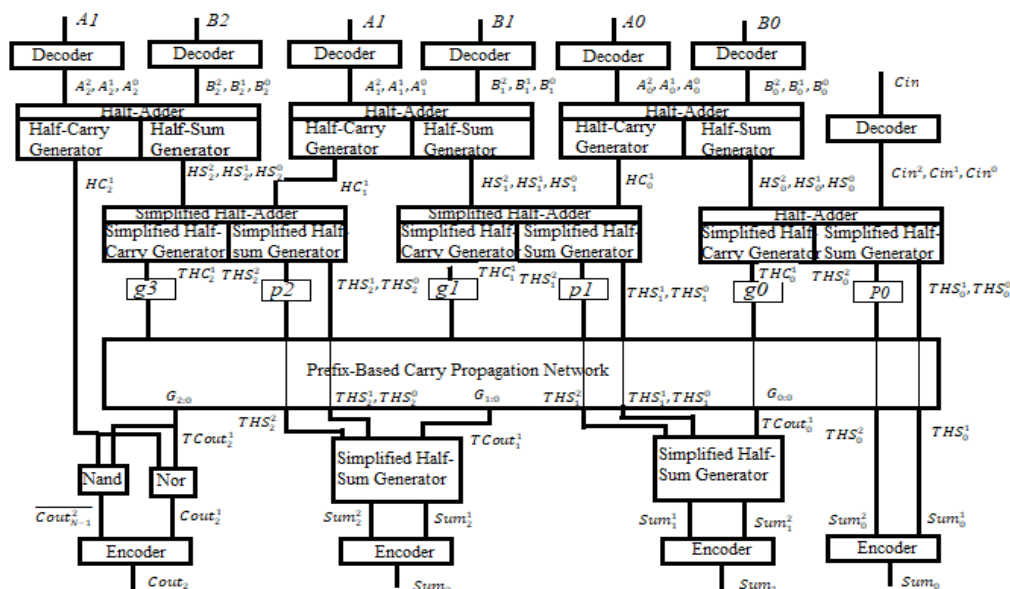 A1 B2 A1 B1 A0 B0
Decoder Decoder Decoder Decoder Decoder Decoder
A₂², A₂¹, A₂⁰ B₂², B₂¹, B₂⁰ A₁², A₁¹, A₁⁰ B₁², B₁¹, B₁⁰ A₀², A₀¹, A₀⁰ B₀², B₀¹, B₀⁰ Cin
Half-Adder Half-Adder Half-Adder
Half-Carry Generator Half-Sum Generator Half-Carry Generator Half-Sum Generator Half-Carry Generator Half-Sum Generator Decoder
HC₂¹ HS₂², HS₂¹, HS₂⁰ HC₁¹ HS₁², HS₁¹, HS₁⁰ HC₀¹ HS₀², HS₀¹, HS₀⁰ Cin², Cin¹, Cin⁰
Simplified Half-Adder Simplified Half-Adder Half-Adder
Simplified Half-Carry Generator Simplified Half-sum Generator Simplified Half-Carry Generator Simplified Half-Sum Generator Simplified Half-Carry Generator Simplified Half-Sum Generator
THC₂¹ THS₂² THC₁¹ THS₁² THC₀¹ THS₀²
g3 p2 THS₂¹, THS₂⁰ g1 p1 THS₁¹, THS₁⁰ g0 P0 THS₀¹, THS₀⁰
Prefix-Based Carry Propagation Network
G₂:₀ THS₂¹, THS₂⁰ G₁:₀ THS₁² THS₁¹, THS₁⁰ G₀:₀
TCout₂¹ THS₂² TCout₁¹ TCout₀¹ THS₀² THS₀¹
Nand Nor Simplified Half-Sum Generator Simplified Half-Sum Generator
C̅o̅u̅t̅²N-1 Cout₂¹ Sum₂² Sum₂¹ Sum₁¹ Sum₁² Sum₀² Sum₀¹
Encoder Encoder Encoder Encoder
Cout₂ Sum₀